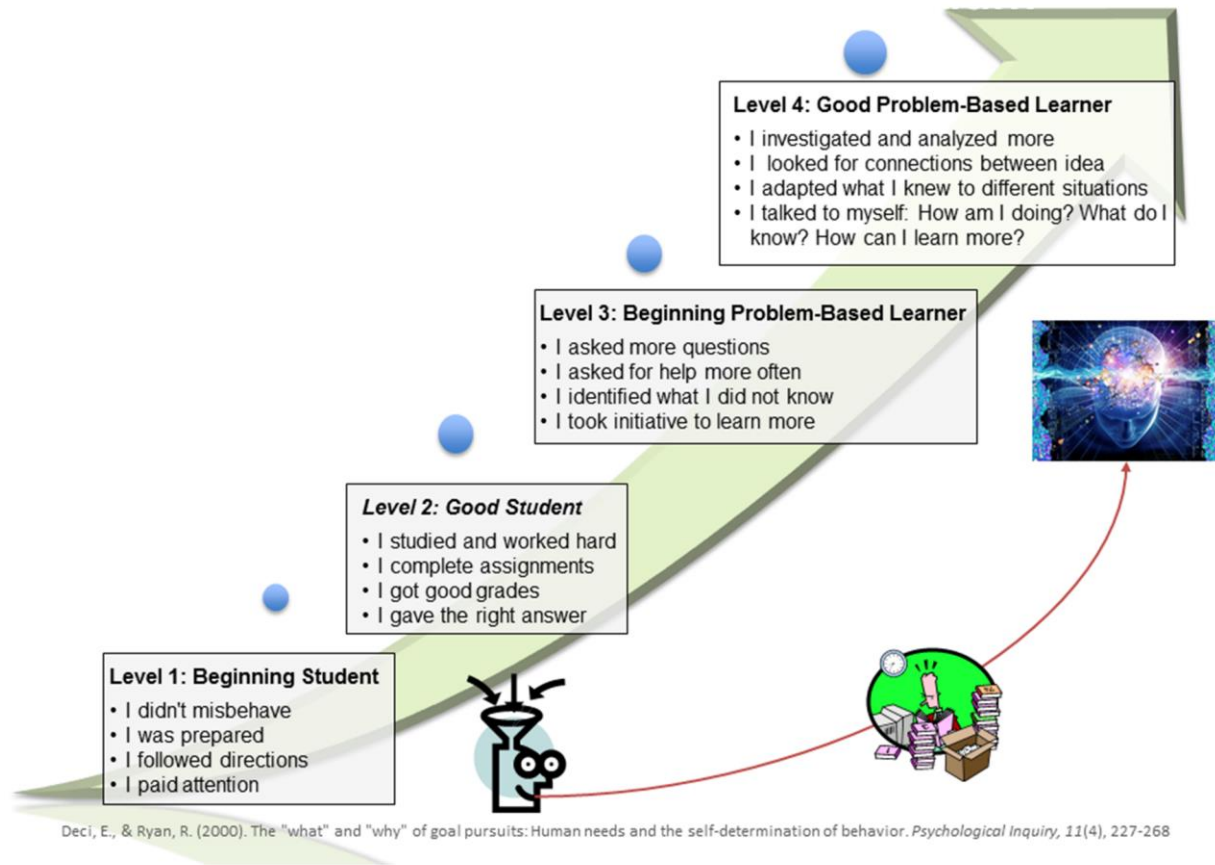 Level 4: Good Problem-Based Learner
• I investigated and analyzed more
• I looked for connections between idea
• I adapted what I knew to different situations
• I talked to myself: How am I doing? What do I
know? How can I learn more?
Level 3: Beginning Problem-Based Learner
• I asked more questions
• I asked for help more often
• I identified what I did not know
• I took initiative to learn more
Level 2: Good Student
• I studied and worked hard
• I complete assignments
• I got good grades
• I gave the right answer
Level 1: Beginning Student
• I didn't misbehave
• I was prepared
• I followed directions
• I paid attention
Deci, E., & Ryan, R. (2000). The "what" and "why" of goal pursuits: Human needs and the self-determination of behavior. Psychological Inquiry, 11(4), 227-268